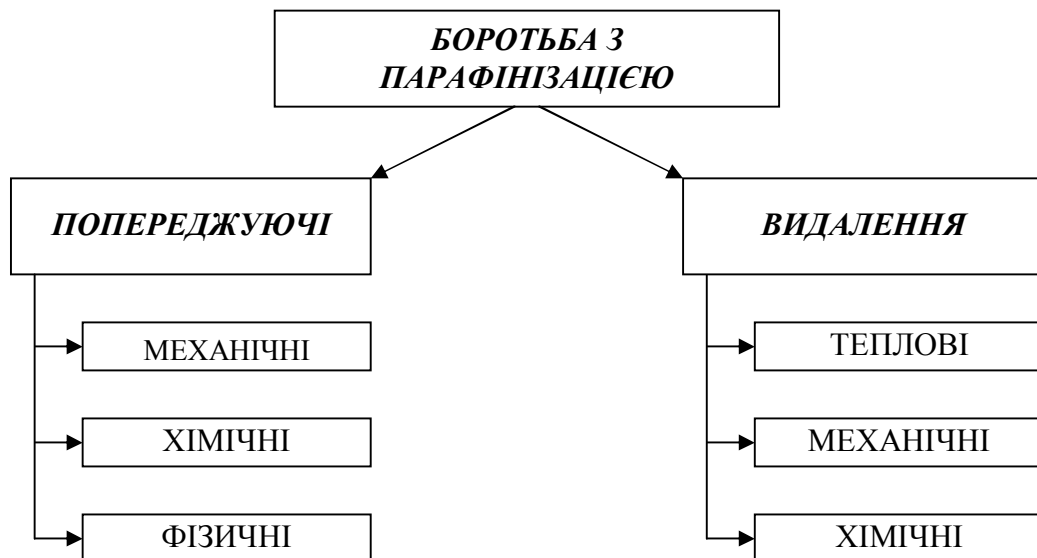 БОРОТЬБА З
ПАРАФІНІЗАЦІЄЮ
ПОПЕРЕДЖУЮЧІ
МЕХАНІЧНІ
ХІМІЧНІ
ФІЗИЧНІ
ВИДАЛЕННЯ
ТЕПЛОВІ
МЕХАНІЧНІ
ХІМІЧНІ